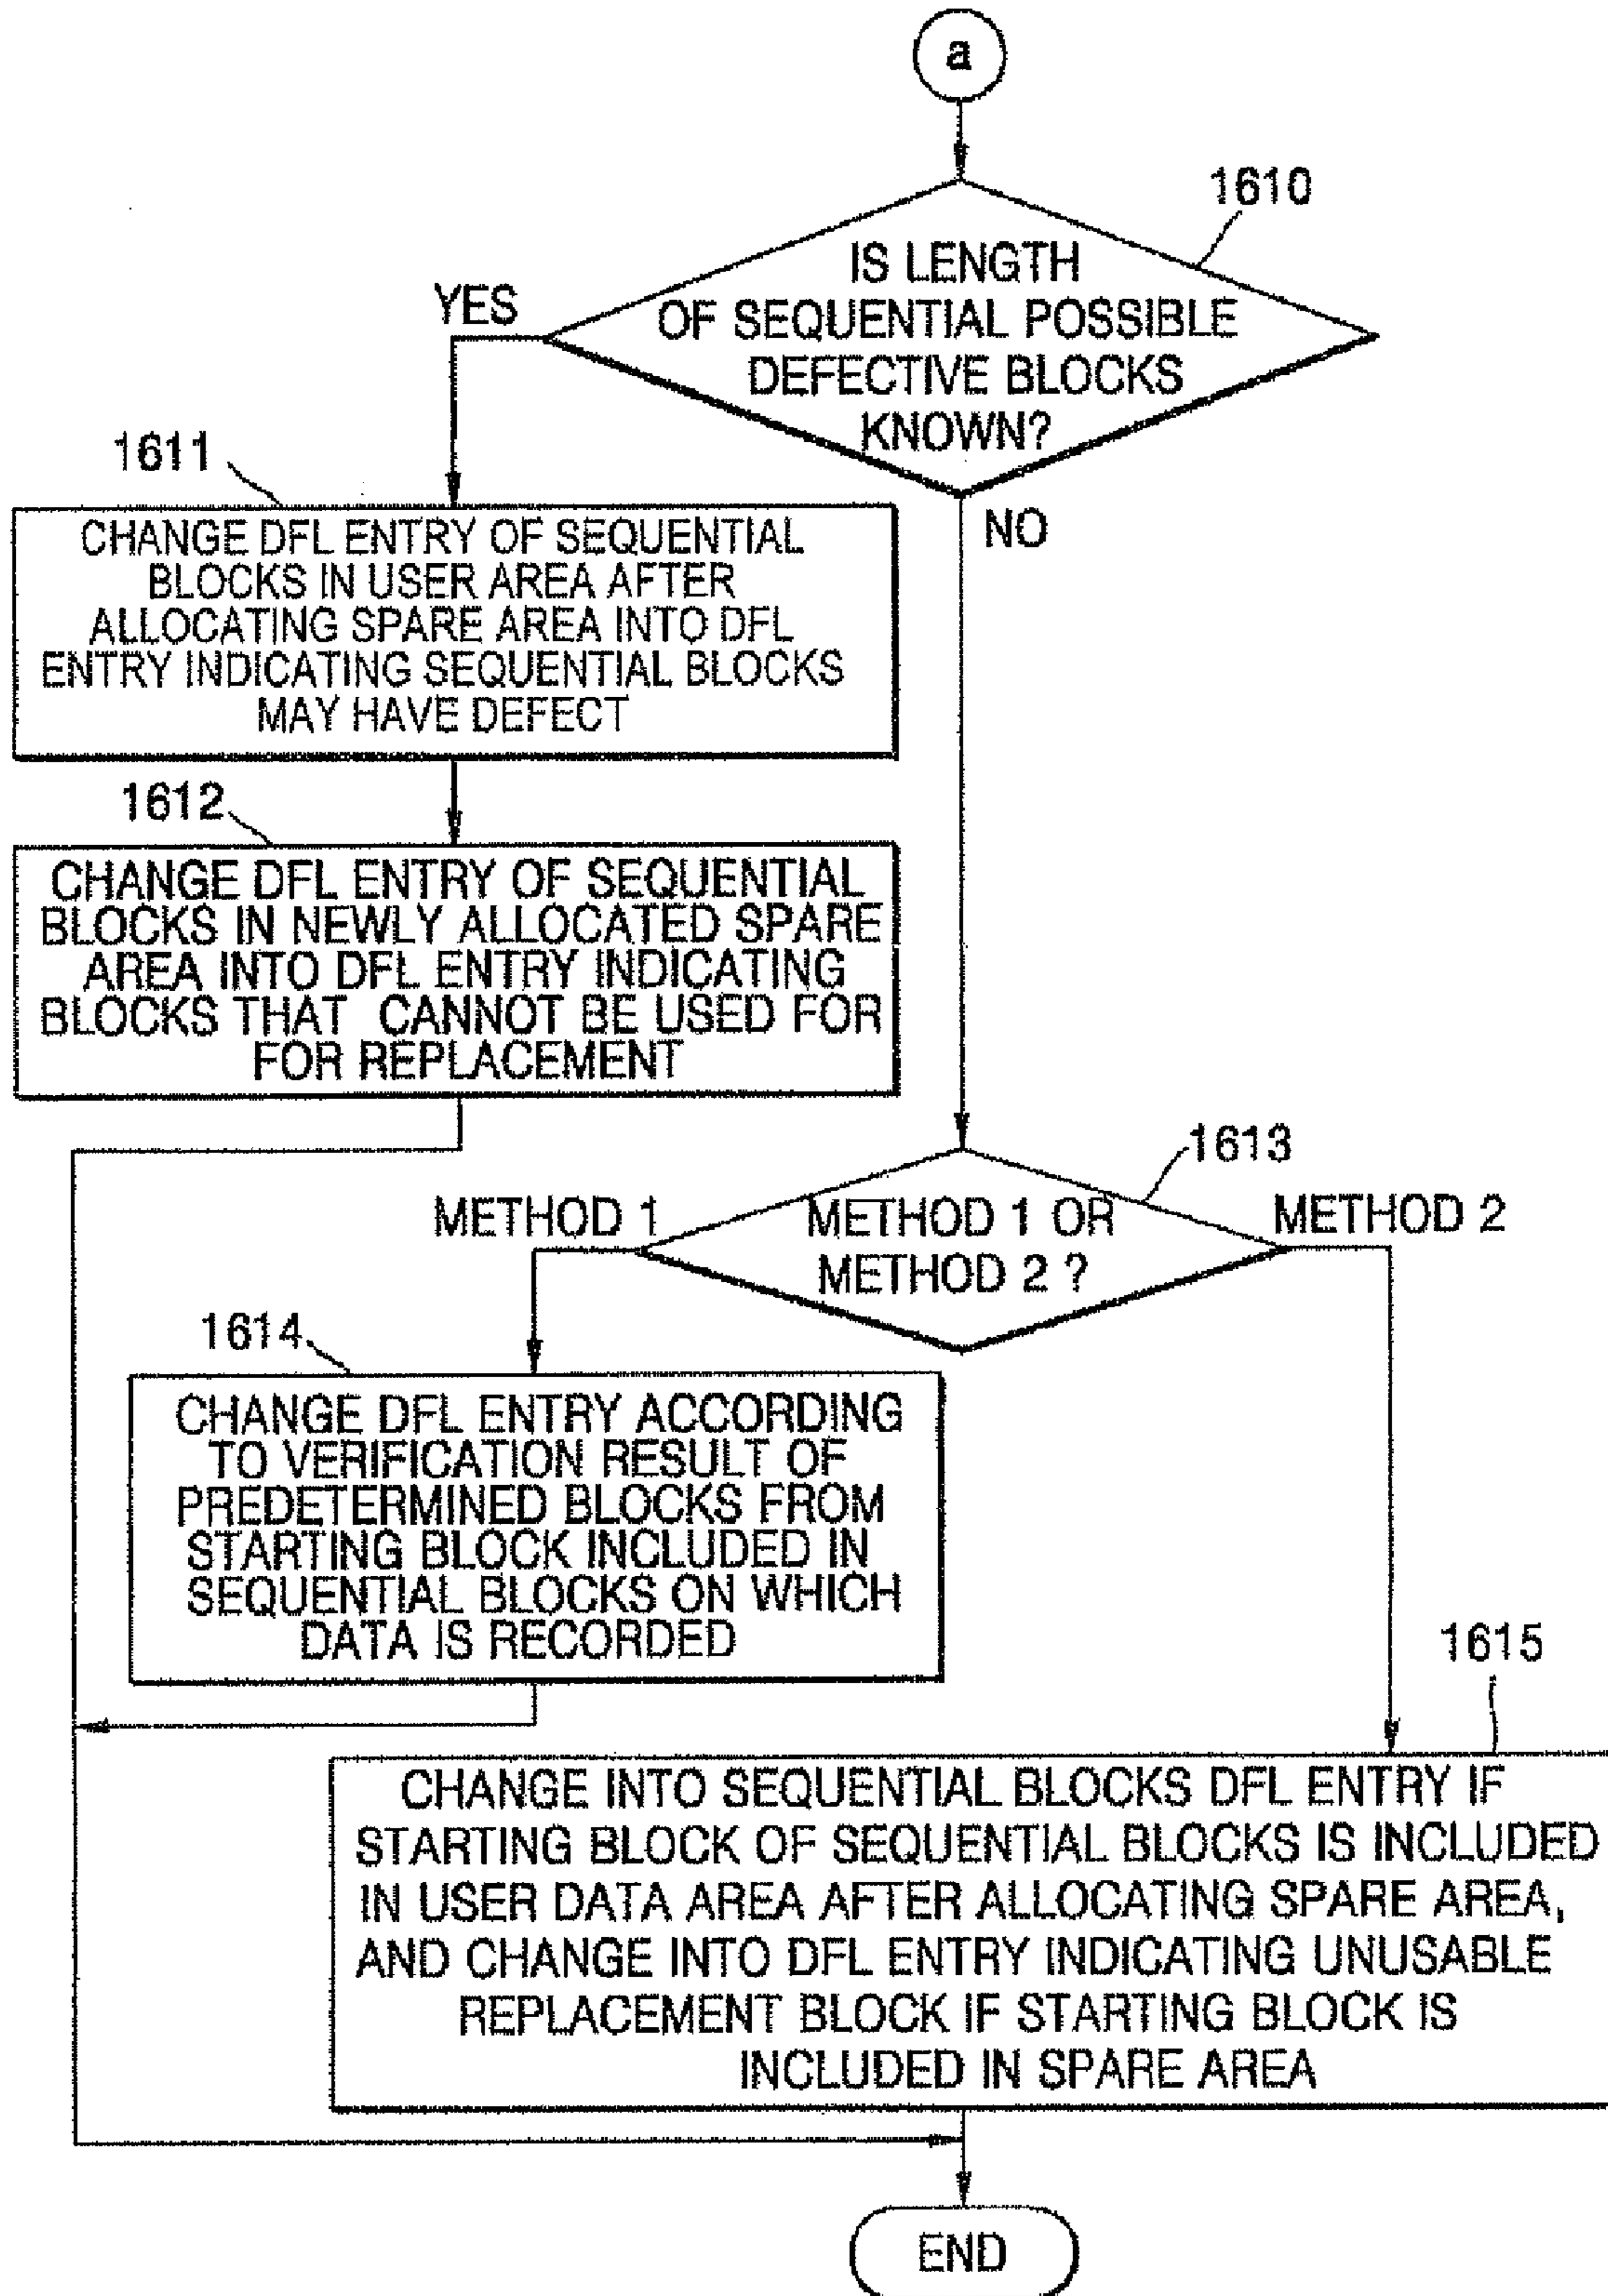 a
1610
IS LENGTH
OF SEQUENTIAL POSSIBLE
DEFECTIVE BLOCKS
KNOWN?
YES
NO
1611
CHANGE DFL ENTRY OF SEQUENTIAL
BLOCKS IN USER AREA AFTER
ALLOCATING SPARE AREA INTO DFL
ENTRY INDICATING SEQUENTIAL BLOCKS
MAY HAVE DEFECT
1612
CHANGE DFL ENTRY OF SEQUENTIAL
BLOCKS IN NEWLY ALLOCATED SPARE
AREA INTO DFL ENTRY INDICATING
BLOCKS THAT CANNOT BE USED FOR
FOR REPLACEMENT
1613
METHOD 1
METHOD 1 OR
METHOD 2 ?
METHOD 2
1614
CHANGE DFL ENTRY ACCORDING
TO VERIFICATION RESULT OF
PREDETERMINED BLOCKS FROM
STARTING BLOCK INCLUDED IN
SEQUENTIAL BLOCKS ON WHICH
DATA IS RECORDED
1615
CHANGE INTO SEQUENTIAL BLOCKS DFL ENTRY IF
STARTING BLOCK OF SEQUENTIAL BLOCKS IS INCLUDED
IN USER DATA AREA AFTER ALLOCATING SPARE AREA,
AND CHANGE INTO DFL ENTRY INDICATING UNUSABLE
REPLACEMENT BLOCK IF STARTING BLOCK IS
INCLUDED IN SPARE AREA
END